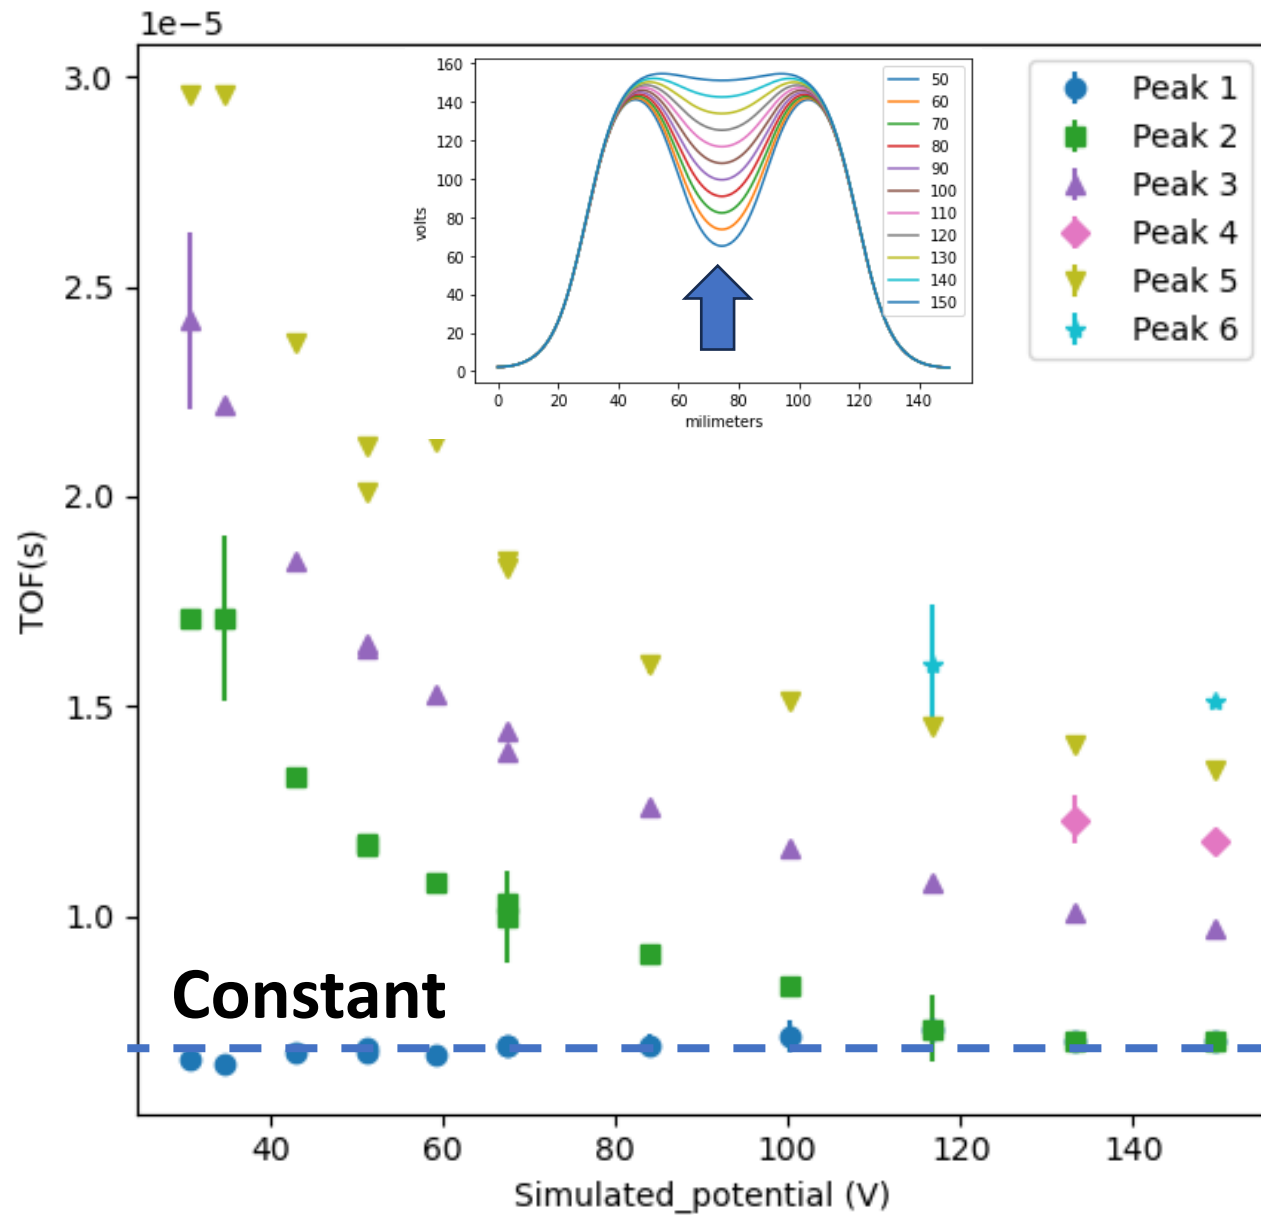 1e−5
3.0
2.5
2.0
1.5
1.0
TOF(s)
40 60 80 100 120 140
Simulated_potential (V)
Constant
Peak 1
Peak 2
Peak 3
Peak 4
Peak 5
Peak 6
160
140
120
100
80
60
40
20
0
volts
0 20 40 60 80 100 120 140
milimeters
50
60
70
80
90
100
110
120
130
140
150